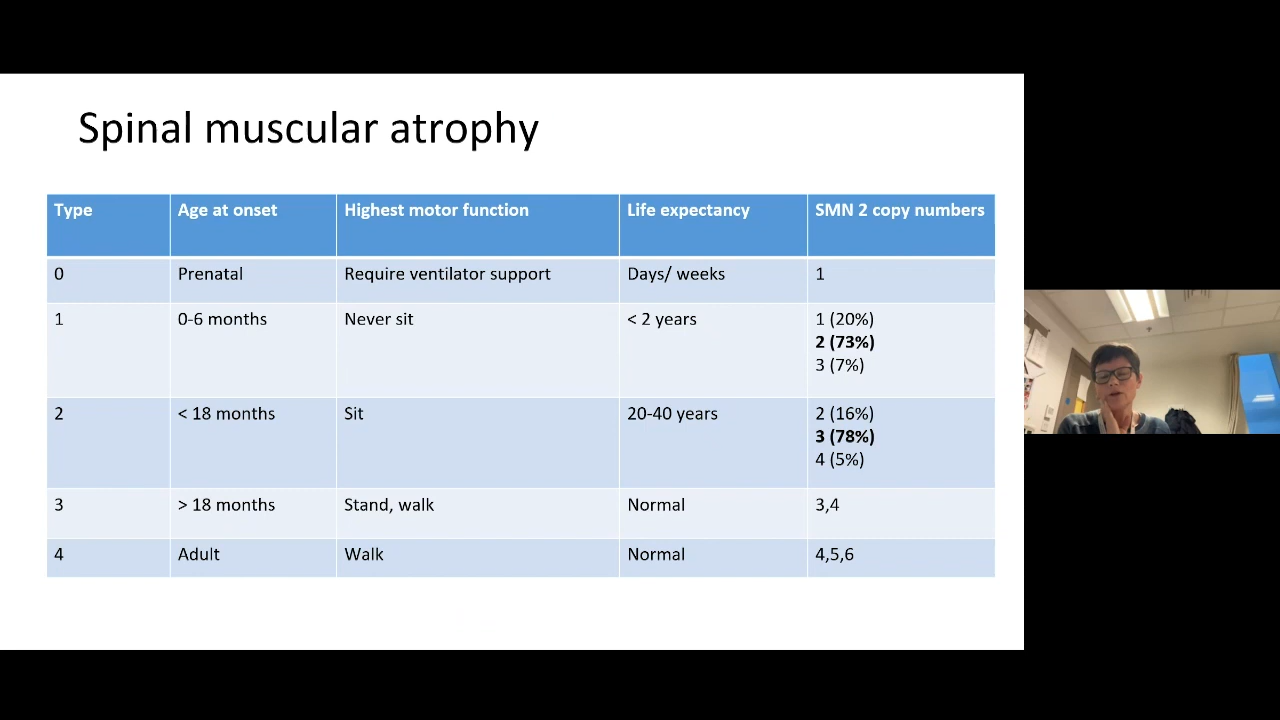 Spinal muscular atrophy
Type Age at onset Highest motor function Life expectancy SMN 2 copy numbers
0 Prenatal Require ventilator support Days/ weeks 1
1 0-6 months Never sit < 2 years 1 (20%)
2 (73%)
3 (7%)
2 < 18 months Sit 20-40 years 2 (16%)
3 (78%)
4 (5%)
3 > 18 months Stand, walk Normal 3,4
4 Adult Walk Normal 4,5,6